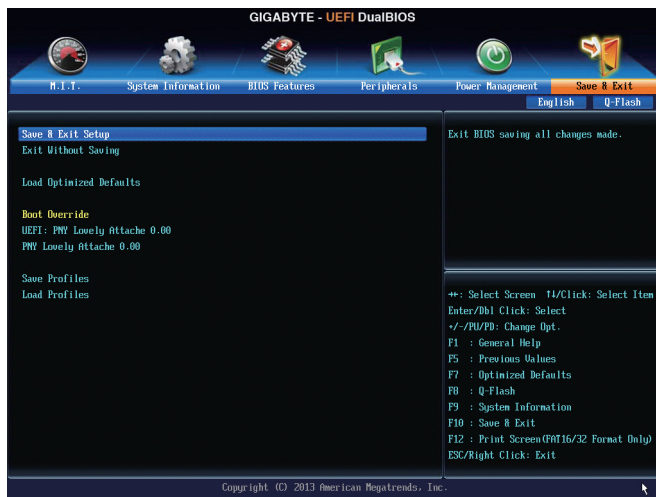 GIGABYTE - UEFI DualBIOS
M.I.T. System Information BIOS Features Peripherals Power Management Save & Exit
English Q-Flash
Save & Exit Setup
Exit Without Saving
Load Optimized Defaults
Boot Override
UEFI: PNY Lovely Attache 0.00
PNY Lovely Attache 0.00
Save Profiles
Load Profiles
Exit BIOS saving all changes made.
→←: Select Screen ↑↓/Click: Select Item
Enter/Dbl Click: Select
+/-/PU/PD: Change Opt.
F1 : General Help
F5 : Previous Values
F7 : Optimized Defaults
F8 : Q-Flash
F9 : System Information
F10 : Save & Exit
F12 : Print Screen(FAT16/32 Format Only)
ESC/Right Click: Exit
Copyright (C) 2013 American Megatrends, Inc.